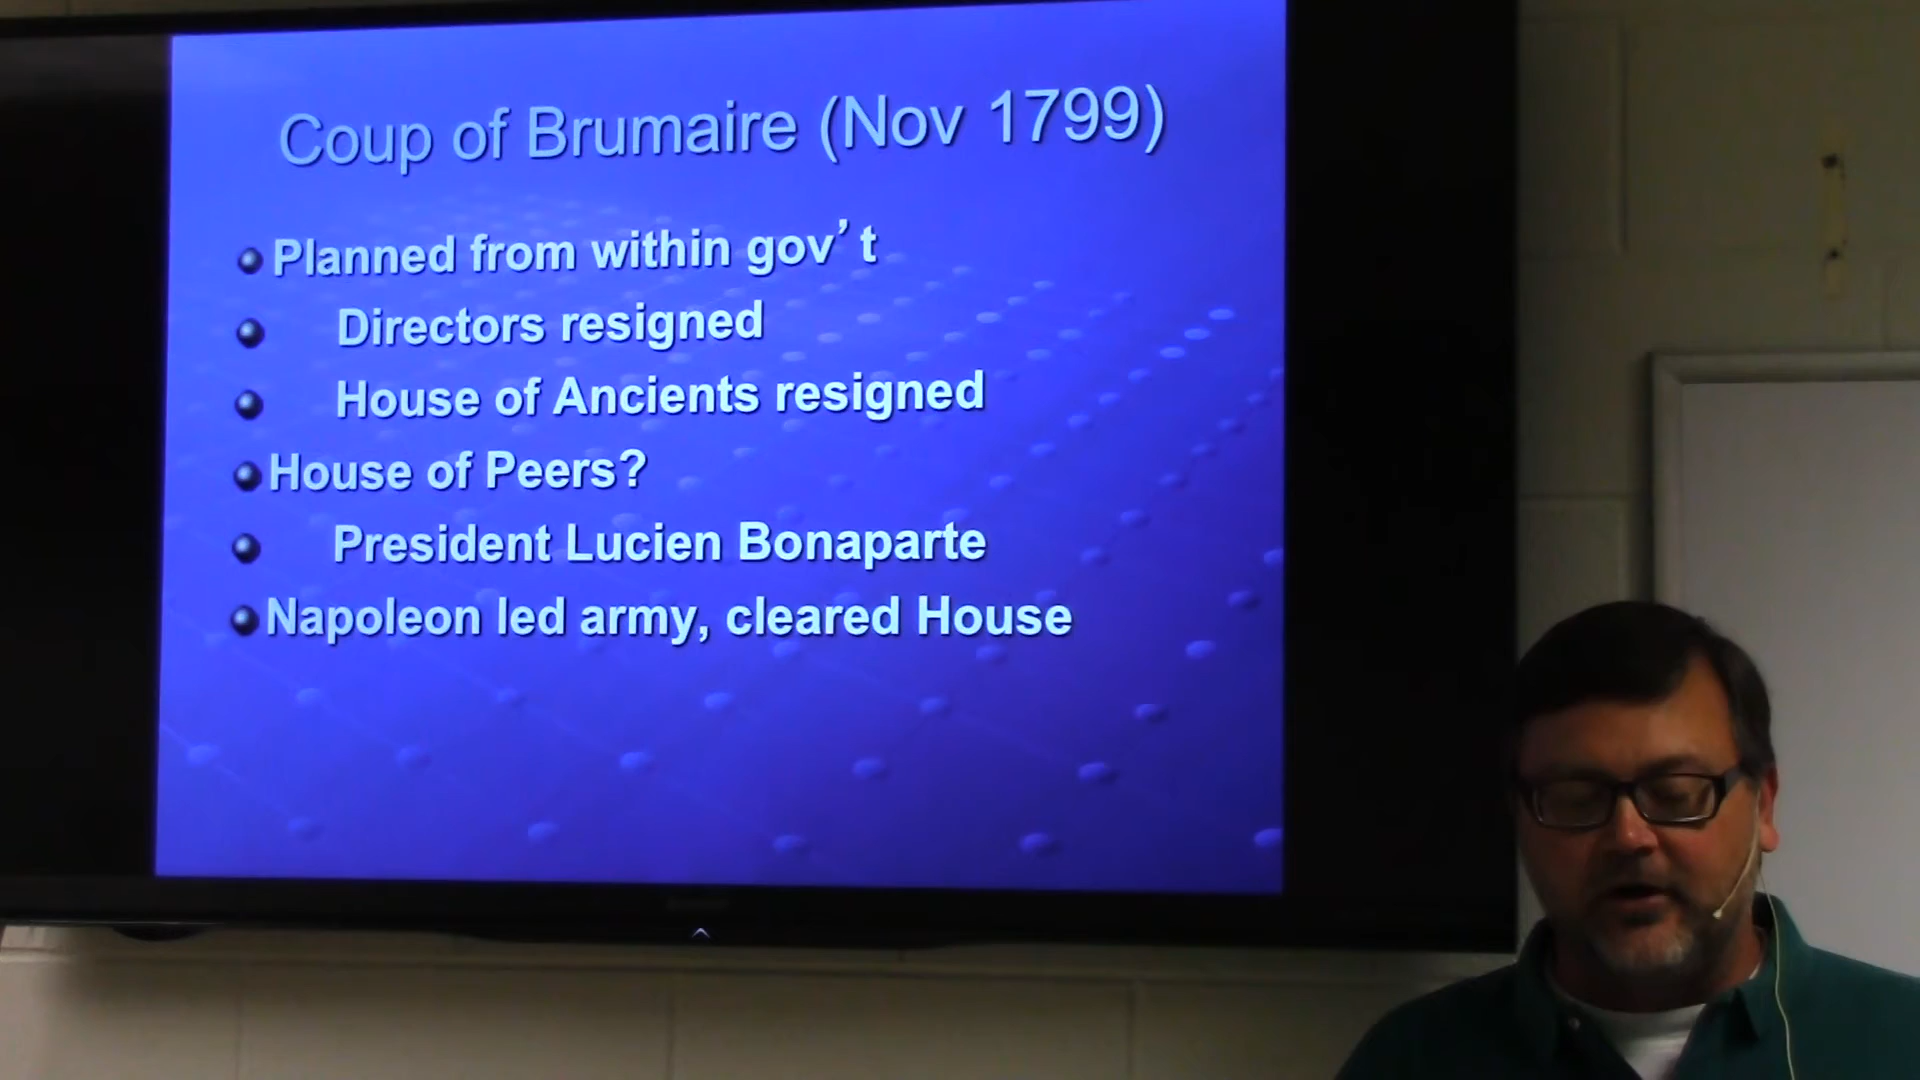 Coup of Brumaire (Nov 1799)
Planned from within gov't
Directors resigned
House of Ancients resigned
House of Peers?
President Lucien Bonaparte
Napoleon led army, cleared House